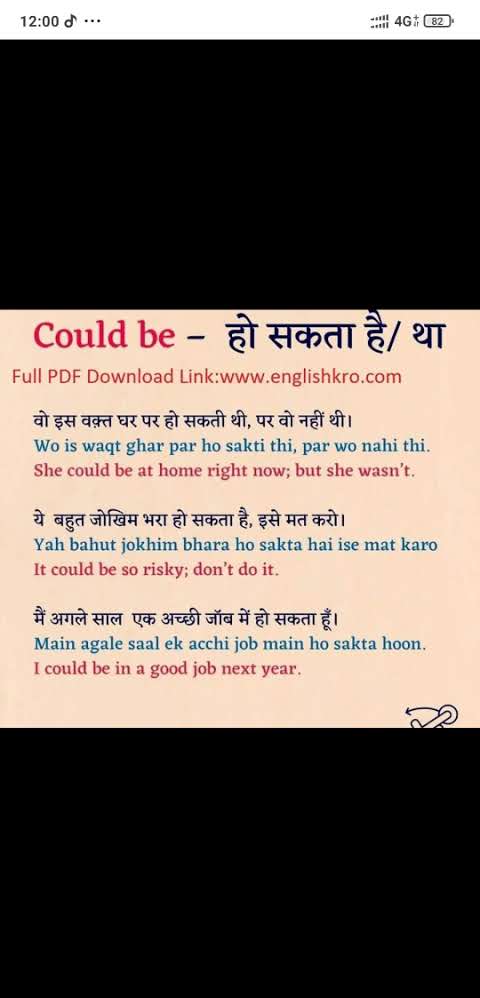 12:00 ...
4G+ 82
Could be – हो सकता है/ था
Full PDF Download Link:www.englishkro.com
वो इस वक़्त घर पर हो सकती थी, पर वो नहीं थी।
Wo is waqt ghar par ho sakti thi, par wo nahi thi.
She could be at home right now; but she wasn't.
ये बहुत जोखिम भरा हो सकता है, इसे मत करो।
Yah bahut jokhim bhara ho sakta hai ise mat karo
It could be so risky; don't do it.
मैं अगले साल एक अच्छी जॉब में हो सकता हूँ।
Main agale saal ek acchi job main ho sakta hoon.
I could be in a good job next year.